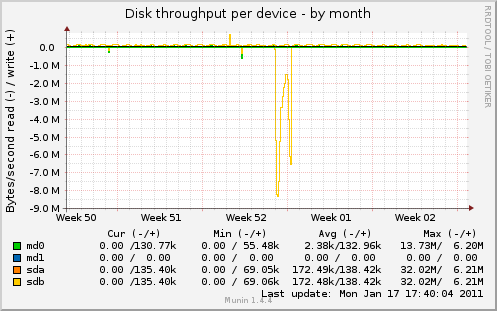 Disk throughput per device - by month
RRDTOOL / TOBI OETIKER
Bytes/second read (-) / write (+)
0.0
-1.0 M
-2.0 M
-3.0 M
-4.0 M
-5.0 M
-6.0 M
-7.0 M
-8.0 M
-9.0 M
Week 50 Week 51 Week 52 Week 01 Week 02
Cur (-/+) Min (-/+) Avg (-/+) Max (-/+)
md0 0.00 /130.77k 0.00 / 55.48k 2.38k/132.96k 13.73M/ 6.20M
md1 0.00 / 0.00 0.00 / 0.00 0.00 / 0.00 0.00 / 0.00
sda 0.00 /135.40k 0.00 / 69.05k 172.49k/138.42k 32.02M/ 6.21M
sdb 0.00 /135.40k 0.00 / 69.06k 172.48k/138.42k 32.02M/ 6.21M
Last update: Mon Jan 17 17:40:04 2011
Munin 1.4.4